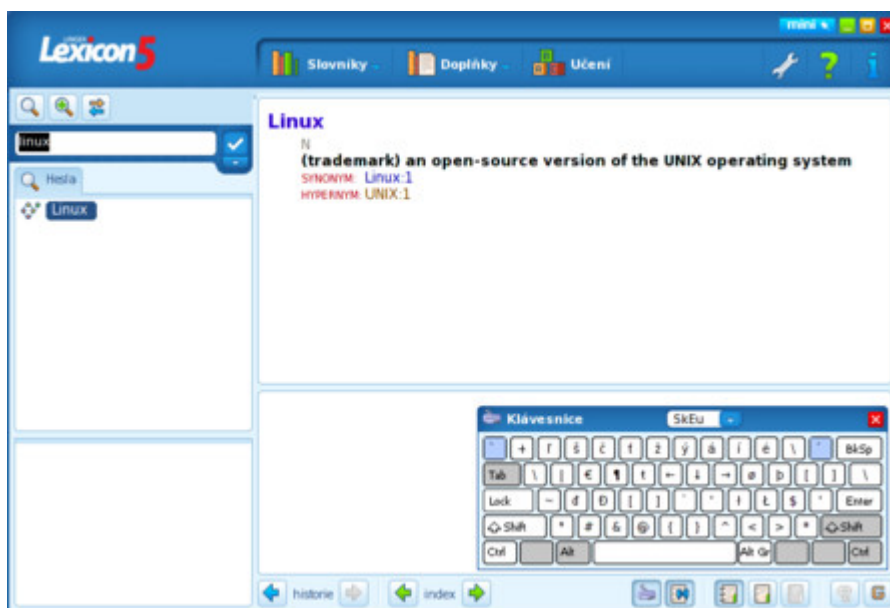 mini
LINGEA
Lexicon5
Slovníky
Doplňky
Učení
linux
Hesla
Linux
Linux
N
(trademark) an open-source version of the UNIX operating system
SYNONYM: Linux:1
HYPERNYM: UNIX:1
Klávesnice
SkEu
BkSp
Tab
Lock
Enter
Shift
Shift
Ctrl
Alt
Alt Gr
Ctrl
historie
index